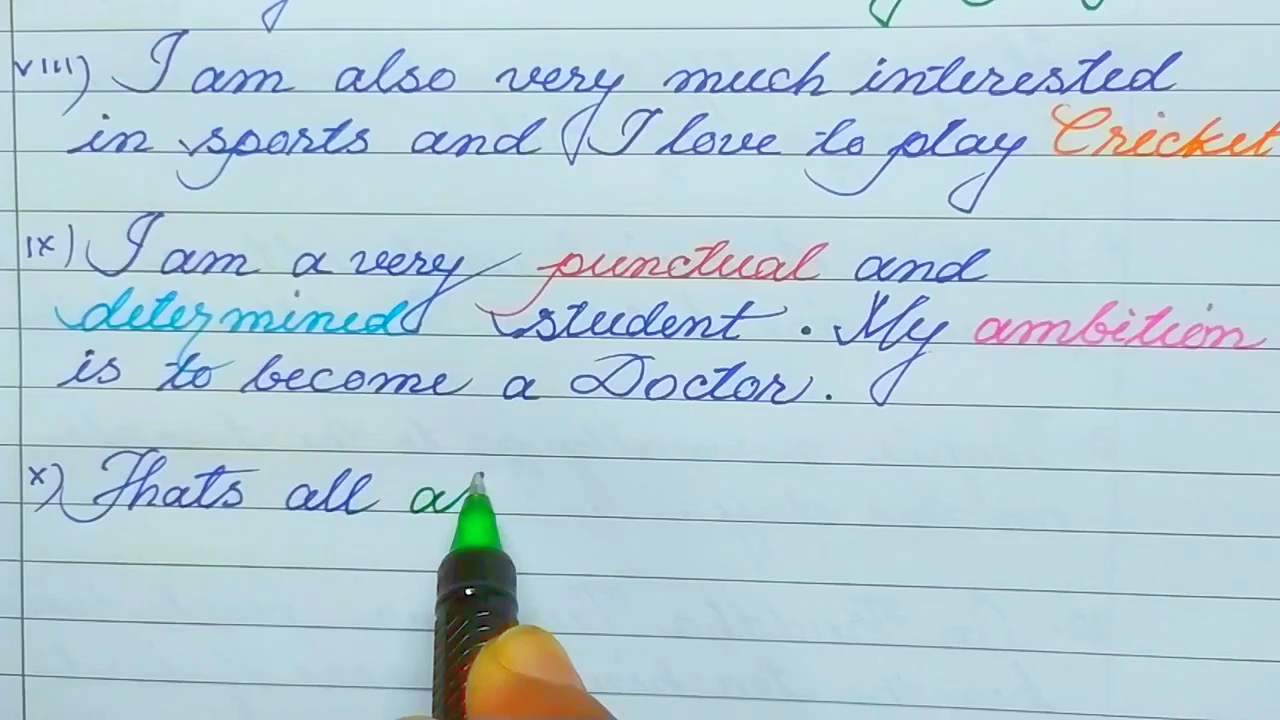 viii) I am also very much interested
in sports and I love to play Cricket
ix) I am a very punctual and
determined student. My ambition
is to become a Doctor.
x) Thats all